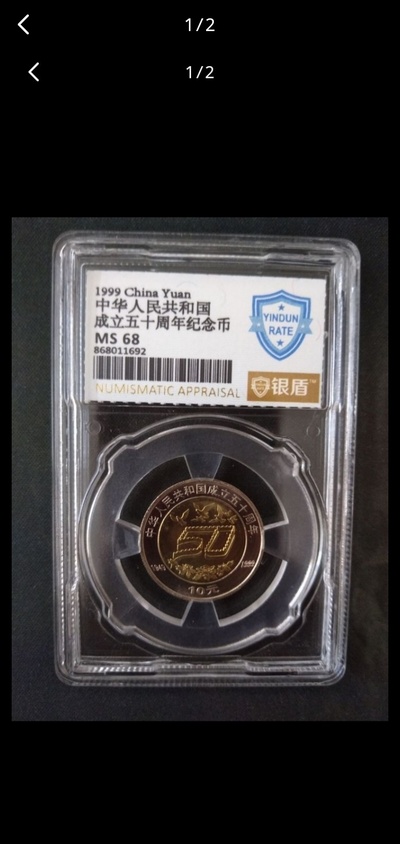 1/2
1/2
1999 China Yuan
中华人民共和国
成立五十周年纪念币
MS 68
868011692
YINDUN
RATE
NUMISMATIC APPRAISAL
银盾™
中华人民共和国成立五十周年
50
1949
1999
10元